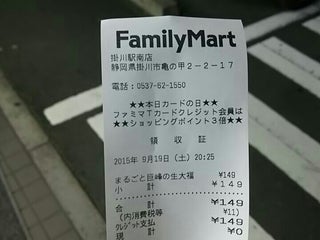 FamilyMart
掛川駅南店
静岡県掛川市亀の甲2-2-17
電話:0537-62-1550
★★本日カードの日★★
ファミマTカードクレジット会員は
★★ショッピングポイント3倍★★
領 収 証
2015年 9月19日(土) 20:25
まるごと巨峰の生大福 ¥149
小 計 ¥149
合 計 ¥149
(内消費税等 ¥11)
クレジット支払 ¥149
現 ¥0